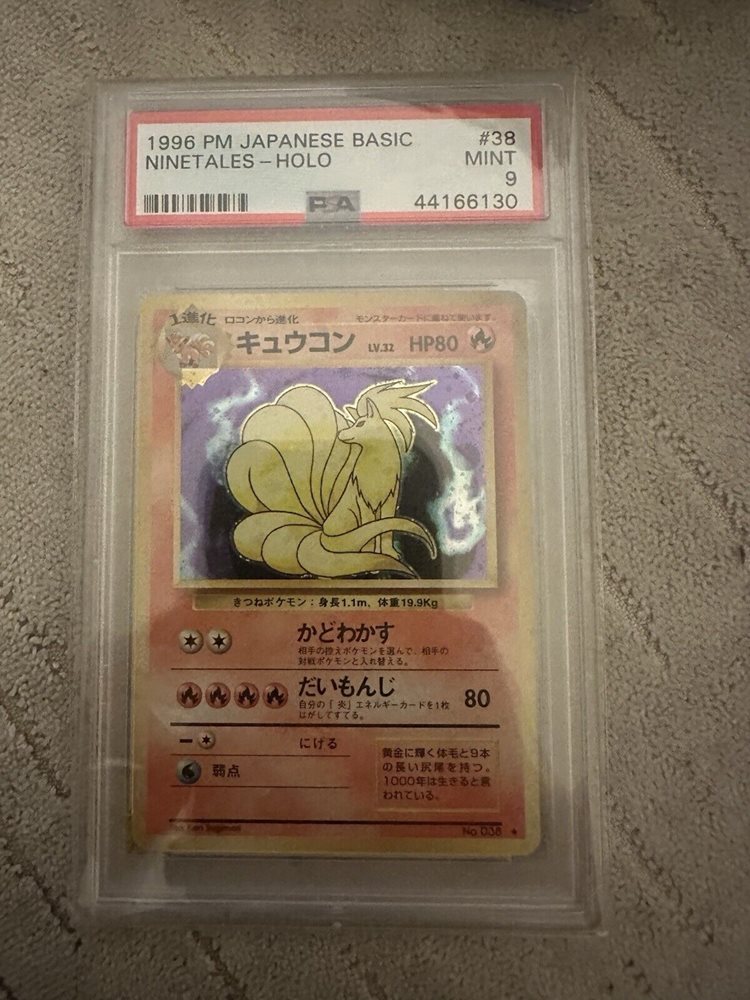 1996 PM JAPANESE BASIC #38
NINETALES – HOLO MINT
9
PSA 44166130
1進化 ロコンから進化 モンスターカードに重ねて使います。
キュウコン LV.32 HP80
きつねポケモン：身長1.1m、体重19.9Kg
かどわかす
相手の控えポケモンを選んで、相手の
対戦ポケモンと入れ替える。
だいもんじ 80
自分の「炎」エネルギーカードを1枚
はがしてすてる。
にげる
弱点
黄金に輝く体毛と9本
の長い尻尾を持つ。
1000年は生きると言
われている。
Ken Sugimori No.038 ★